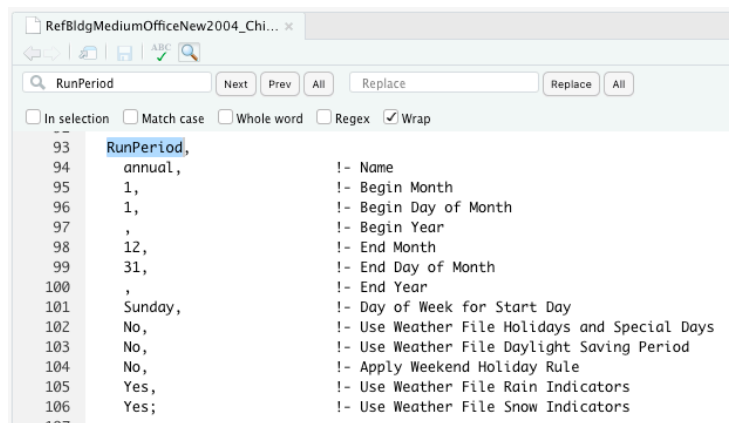 RefBldgMediumOfficeNew2004_Chi... ×
ABC
RunPeriod Next Prev All Replace Replace All
In selection Match case Whole word Regex Wrap
93 RunPeriod,
94 annual, !- Name
95 1, !- Begin Month
96 1, !- Begin Day of Month
97 , !- Begin Year
98 12, !- End Month
99 31, !- End Day of Month
100 , !- End Year
101 Sunday, !- Day of Week for Start Day
102 No, !- Use Weather File Holidays and Special Days
103 No, !- Use Weather File Daylight Saving Period
104 No, !- Apply Weekend Holiday Rule
105 Yes, !- Use Weather File Rain Indicators
106 Yes; !- Use Weather File Snow Indicators